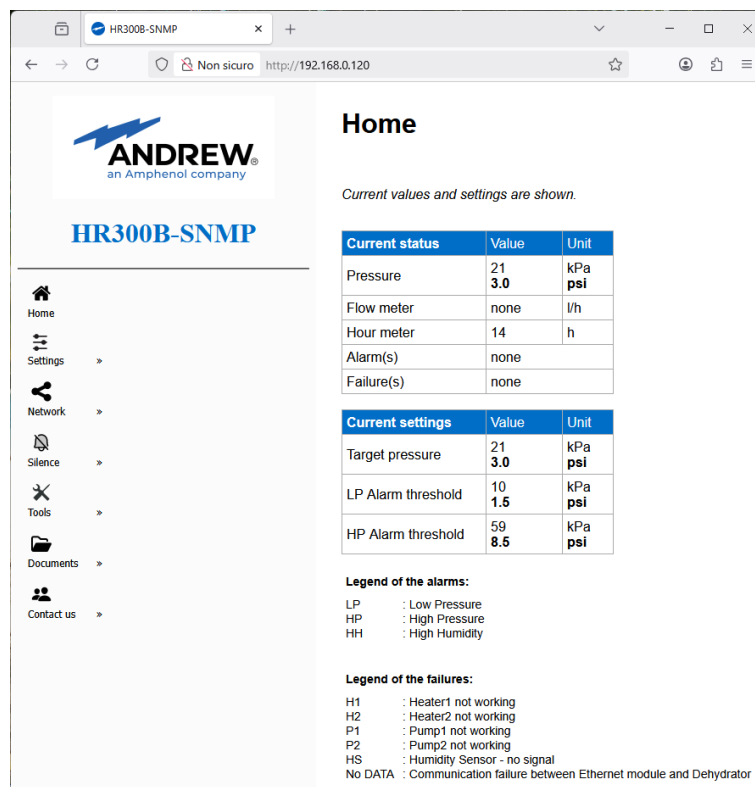 HR300B-SNMP
Non sicuro http://192.168.0.120
ANDREW®
an Amphenol company
HR300B-SNMP
Home
Settings »
Network »
Silence »
Tools »
Documents »
Contact us »
Home
Current values and settings are shown.
Current status Value Unit
Pressure 21 kPa
3.0 psi
Flow meter none l/h
Hour meter 14 h
Alarm(s) none
Failure(s) none
Current settings Value Unit
Target pressure 21 kPa
3.0 psi
LP Alarm threshold 10 kPa
1.5 psi
HP Alarm threshold 59 kPa
8.5 psi
Legend of the alarms:
LP : Low Pressure
HP : High Pressure
HH : High Humidity
Legend of the failures:
H1 : Heater1 not working
H2 : Heater2 not working
P1 : Pump1 not working
P2 : Pump2 not working
HS : Humidity Sensor - no signal
No DATA : Communication failure between Ethernet module and Dehydrator